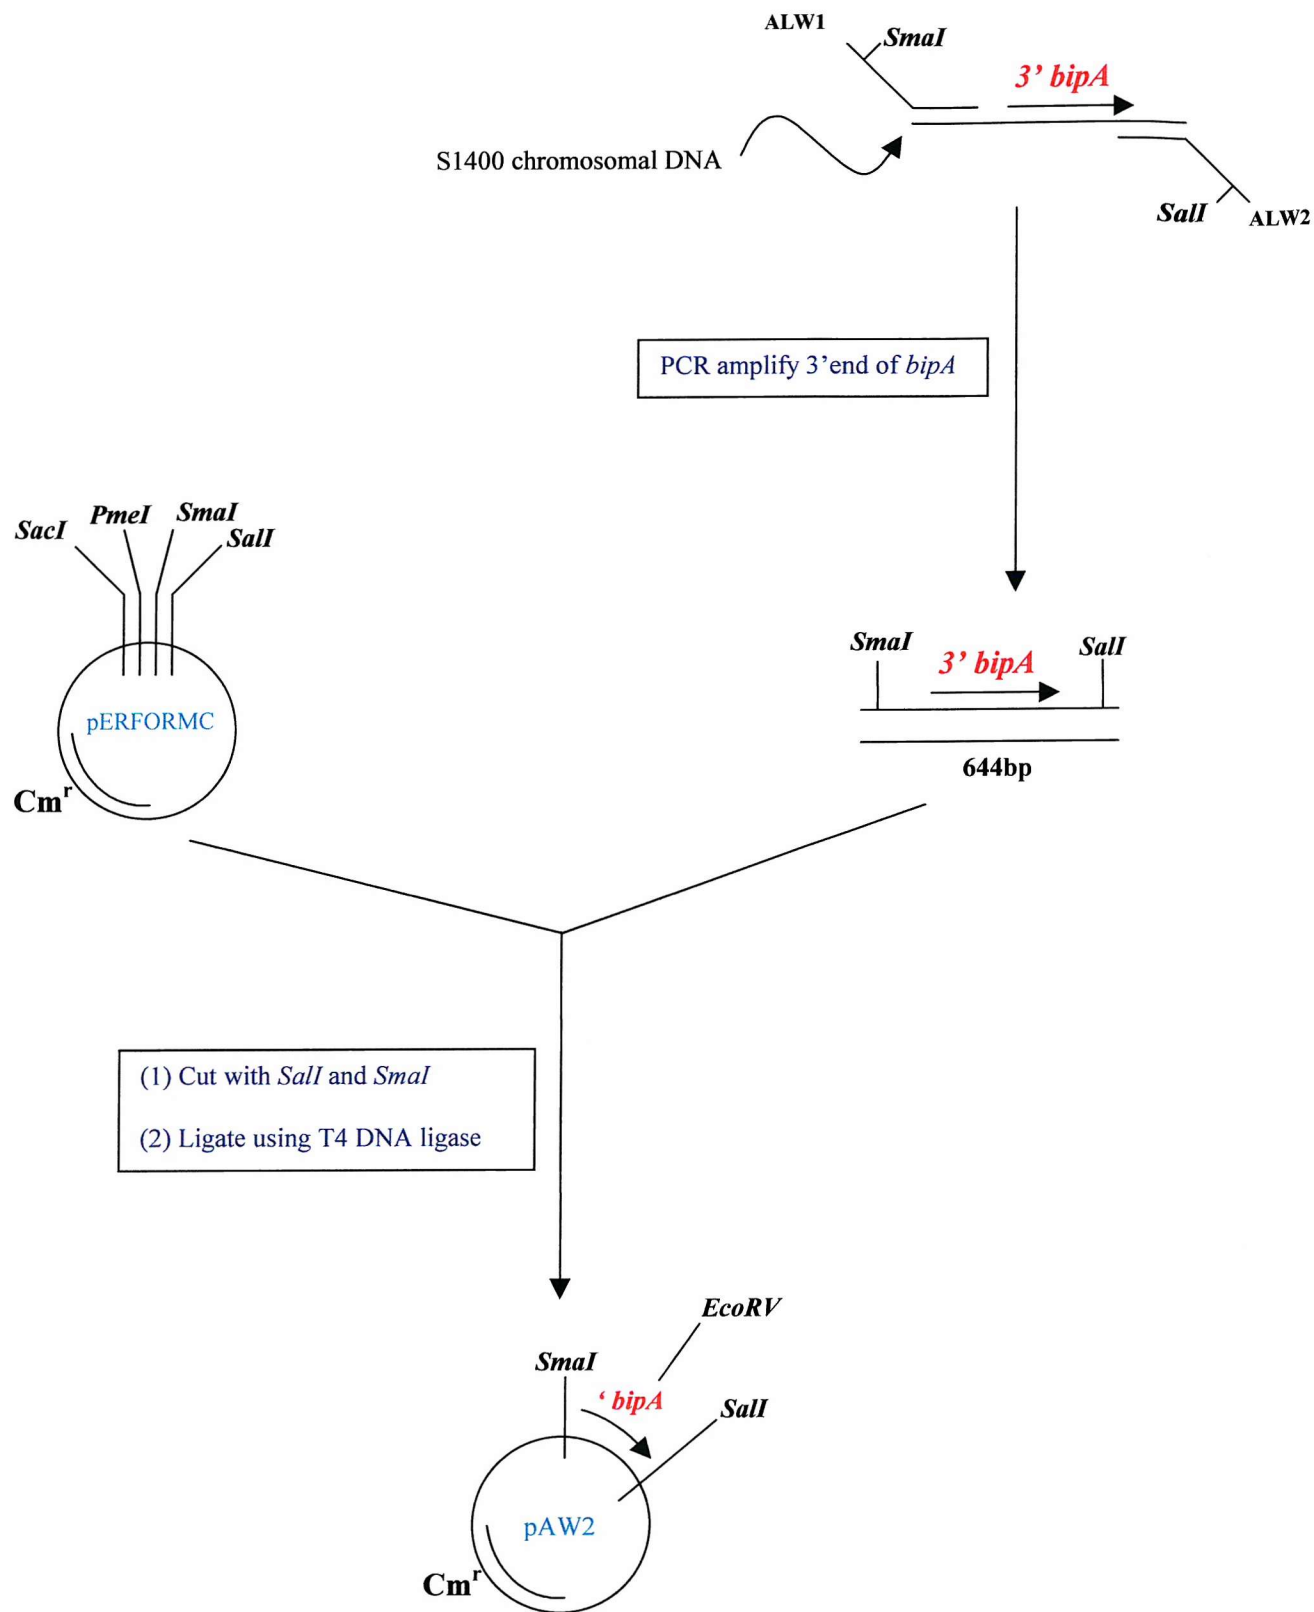 ALW1
SmaI
3’ bipA
S1400 chromosomal DNA
SalI
ALW2
PCR amplify 3’end of bipA
SacI
PmeI
SmaI
SalI
pERFORMC
Cmʳ
SmaI
3’ bipA
SalI
644bp
(1) Cut with SalI and SmaI
(2) Ligate using T4 DNA ligase
EcoRV
SmaI
‘ bipA
SalI
pAW2
Cmʳ